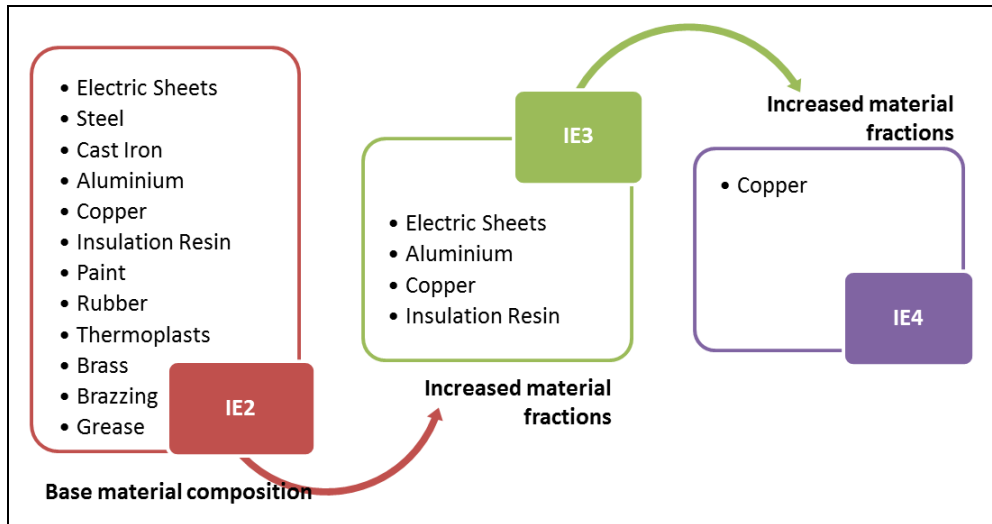 • Electric Sheets
• Steel
• Cast Iron
• Aluminium
• Copper
• Insulation Resin
• Paint
• Rubber
• Thermoplasts
• Brass
• Brazzing
• Grease
IE2
Base material composition
IE3
• Electric Sheets
• Aluminium
• Copper
• Insulation Resin
Increased material
fractions
Increased material
fractions
• Copper
IE4